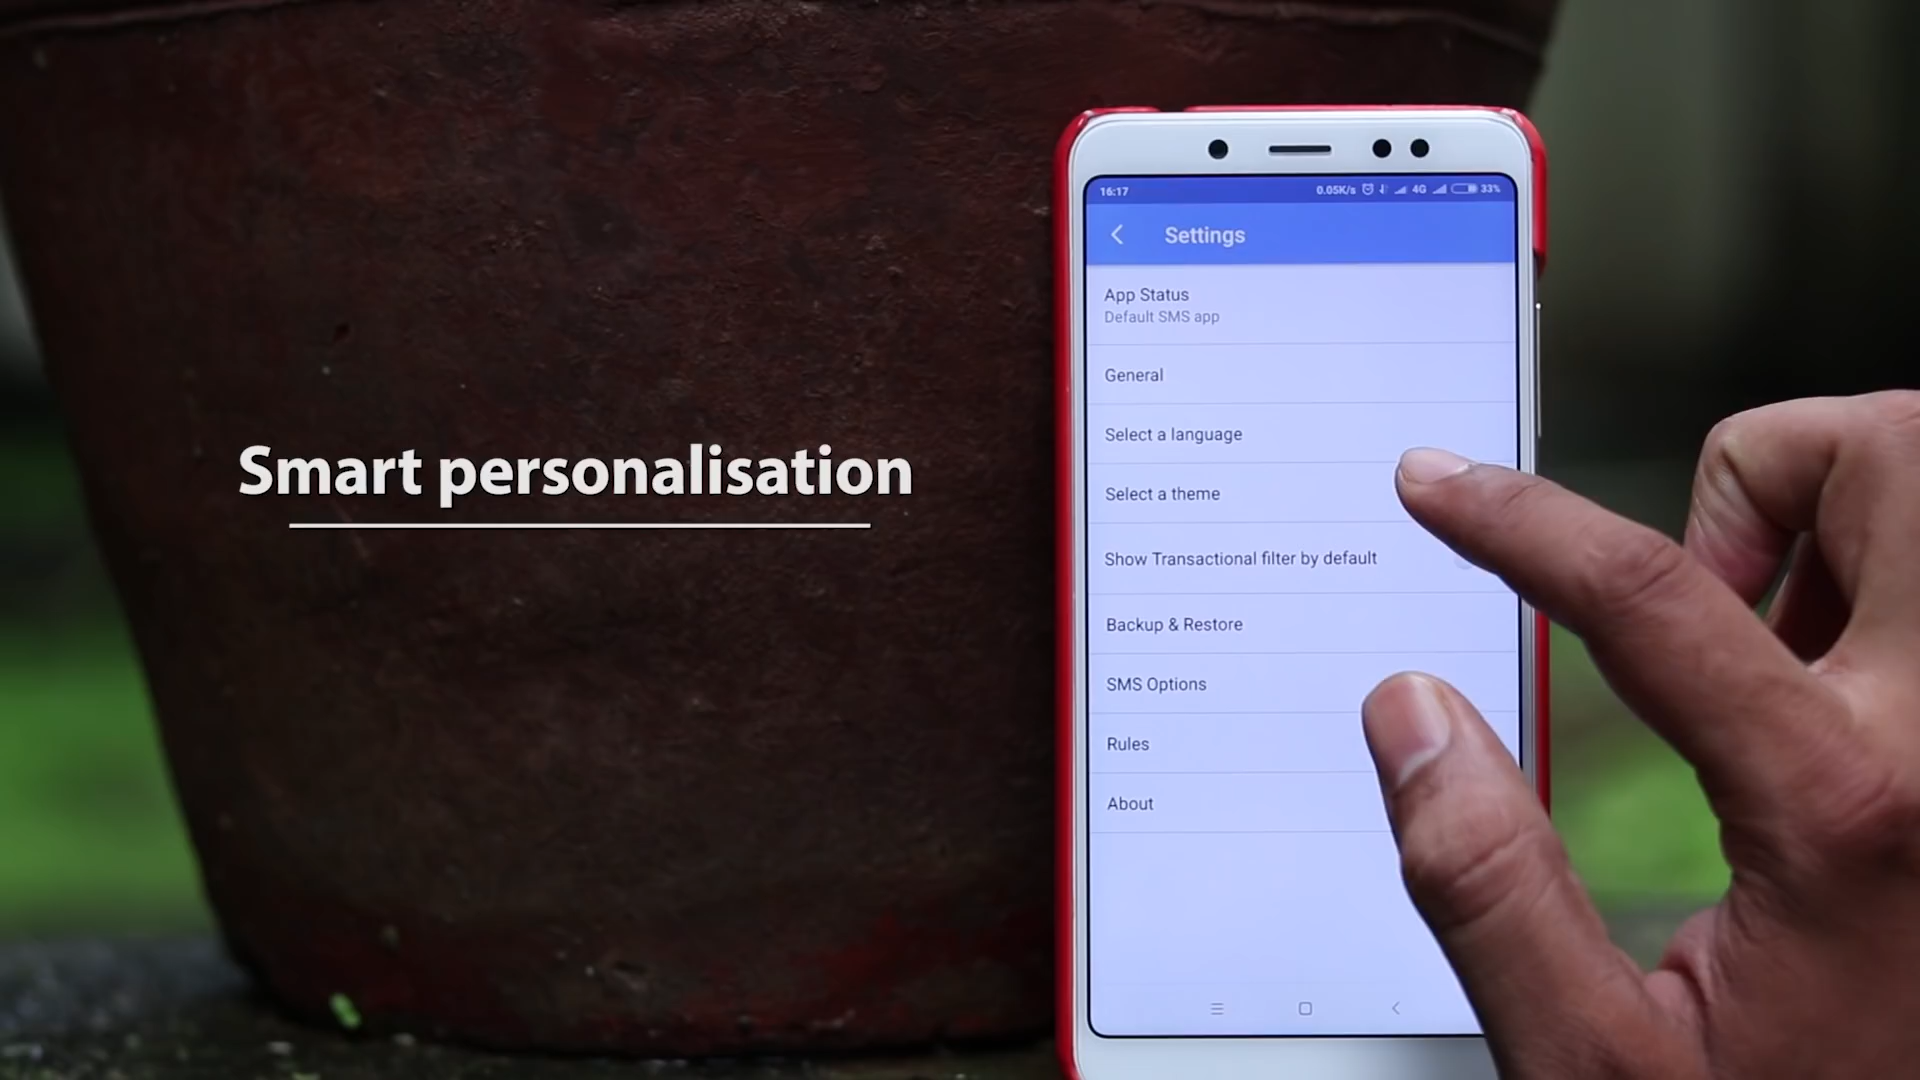 Smart personalisation
16:17
0.05K/s 4G 33%
Settings
App Status
Default SMS app
General
Select a language
Select a theme
Show Transactional filter by default
Backup & Restore
SMS Options
Rules
About